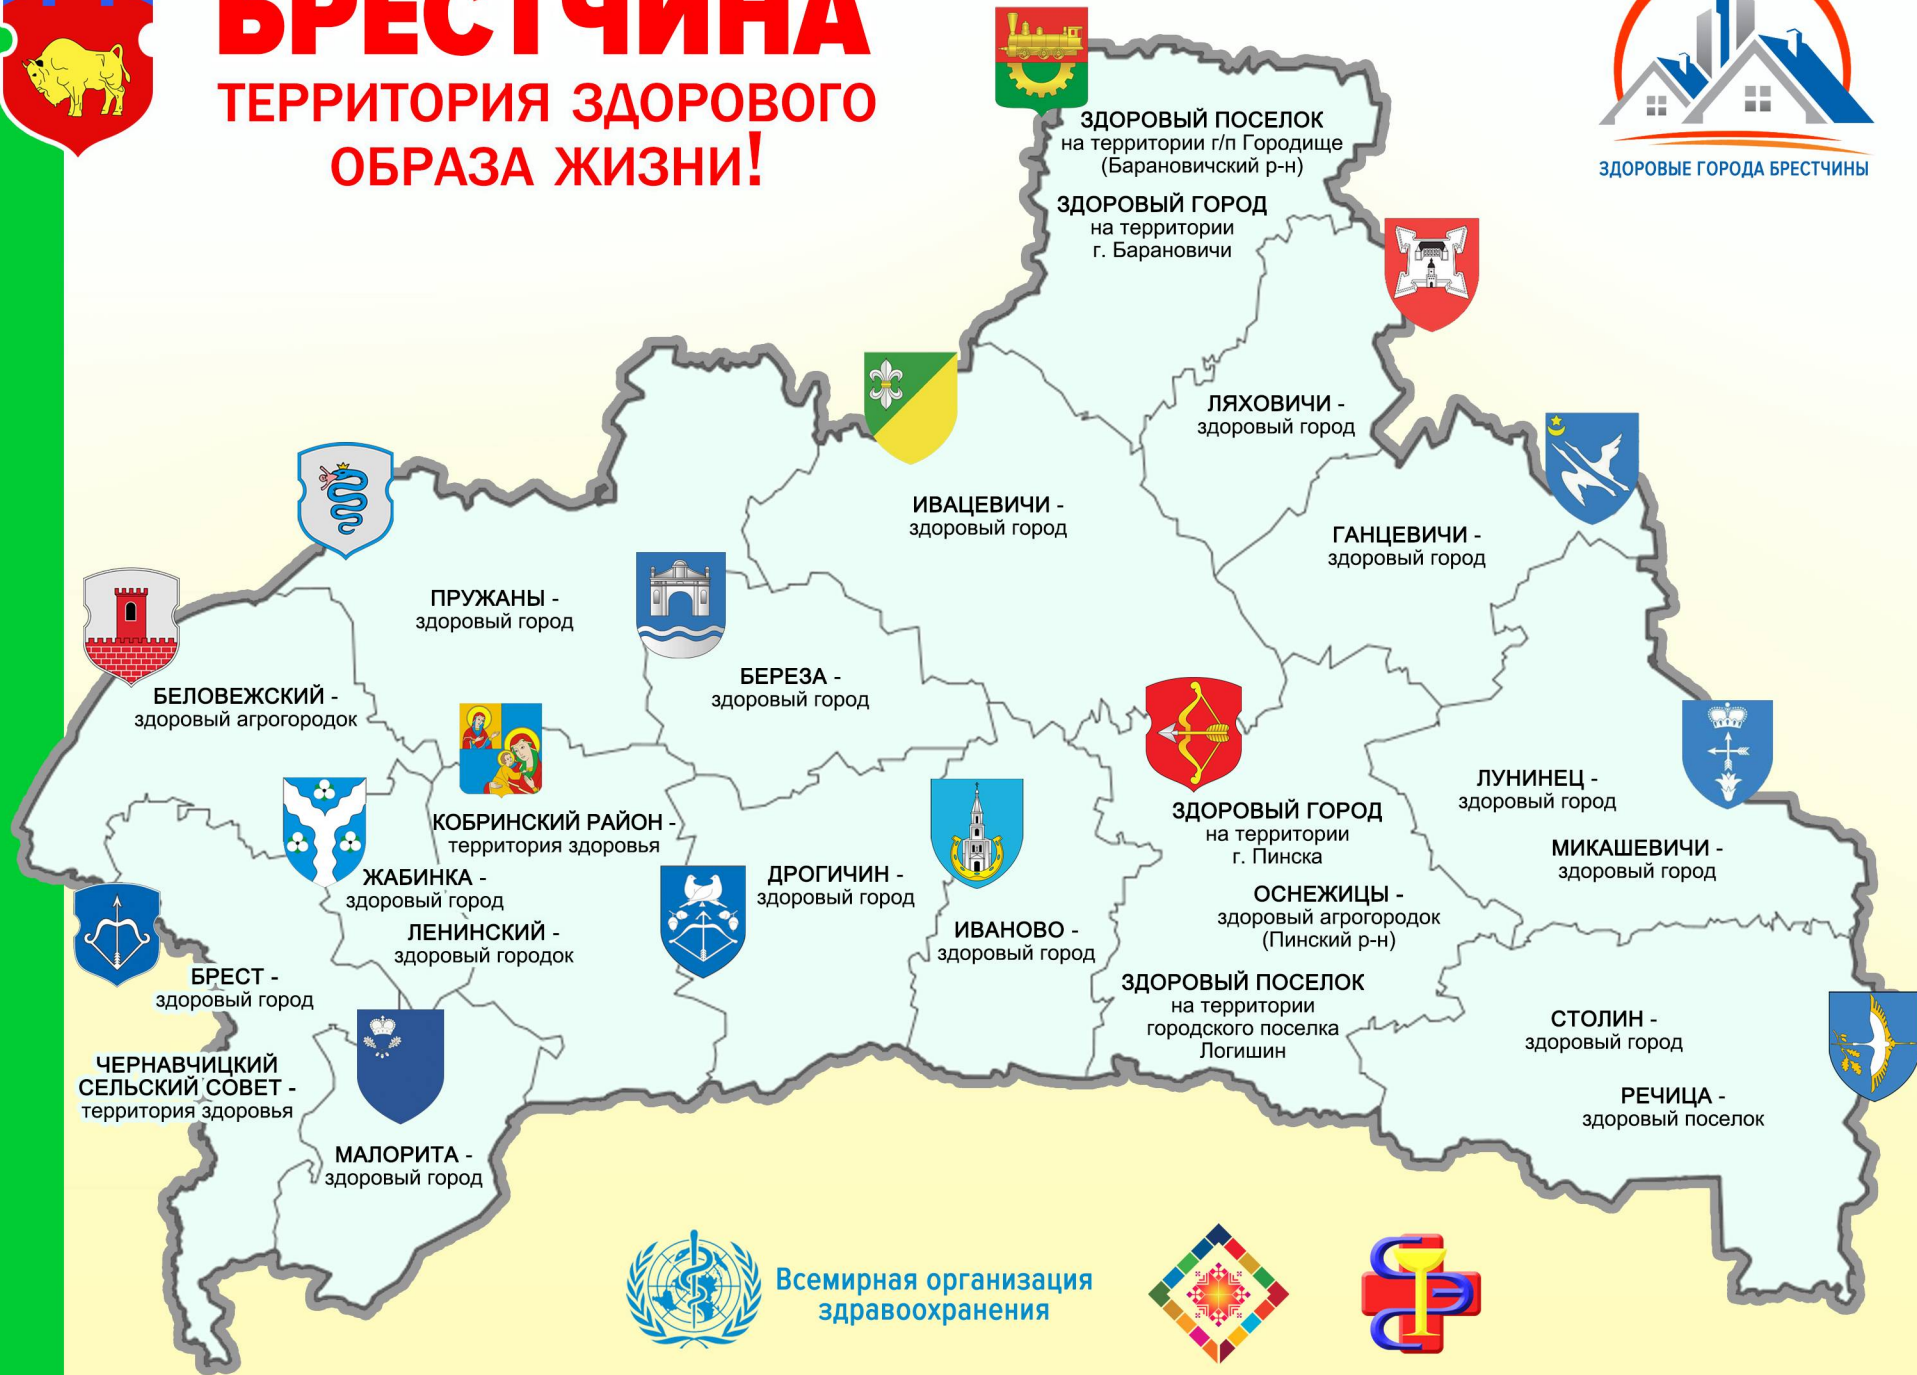 БРЕСТЧИНА
ТЕРРИТОРИЯ ЗДОРОВОГО
ОБРАЗА ЖИЗНИ!
ЗДОРОВЫЕ ГОРОДА БРЕСТЧИНЫ
ЗДОРОВЫЙ ПОСЕЛОК
на территории г/п Городище
(Барановичский р-н)
ЗДОРОВЫЙ ГОРОД
на территории
г. Барановичи
ЛЯХОВИЧИ -
здоровый город
ИВАЦЕВИЧИ -
здоровый город
ГАНЦЕВИЧИ -
здоровый город
ПРУЖАНЫ -
здоровый город
БЕРЕЗА -
здоровый город
БЕЛОВЕЖСКИЙ -
здоровый агрогородок
КОБРИНСКИЙ РАЙОН -
территория здоровья
ЖАБИНКА -
здоровый город
ЛЕНИНСКИЙ -
здоровый городок
ДРОГИЧИН -
здоровый город
ИВАНОВО -
здоровый город
ЗДОРОВЫЙ ГОРОД
на территории
г. Пинска
ОСНЕЖИЦЫ -
здоровый агрогородок
(Пинский р-н)
ЗДОРОВЫЙ ПОСЕЛОК
на территории
городского поселка
Логишин
ЛУНИНЕЦ -
здоровый город
МИКАШЕВИЧИ -
здоровый город
СТОЛИН -
здоровый город
РЕЧИЦА -
здоровый поселок
БРЕСТ -
здоровый город
ЧЕРНАВЧИЦКИЙ
СЕЛЬСКИЙ СОВЕТ -
территория здоровья
МАЛОРИТА -
здоровый город
Всемирная организация
здравоохранения